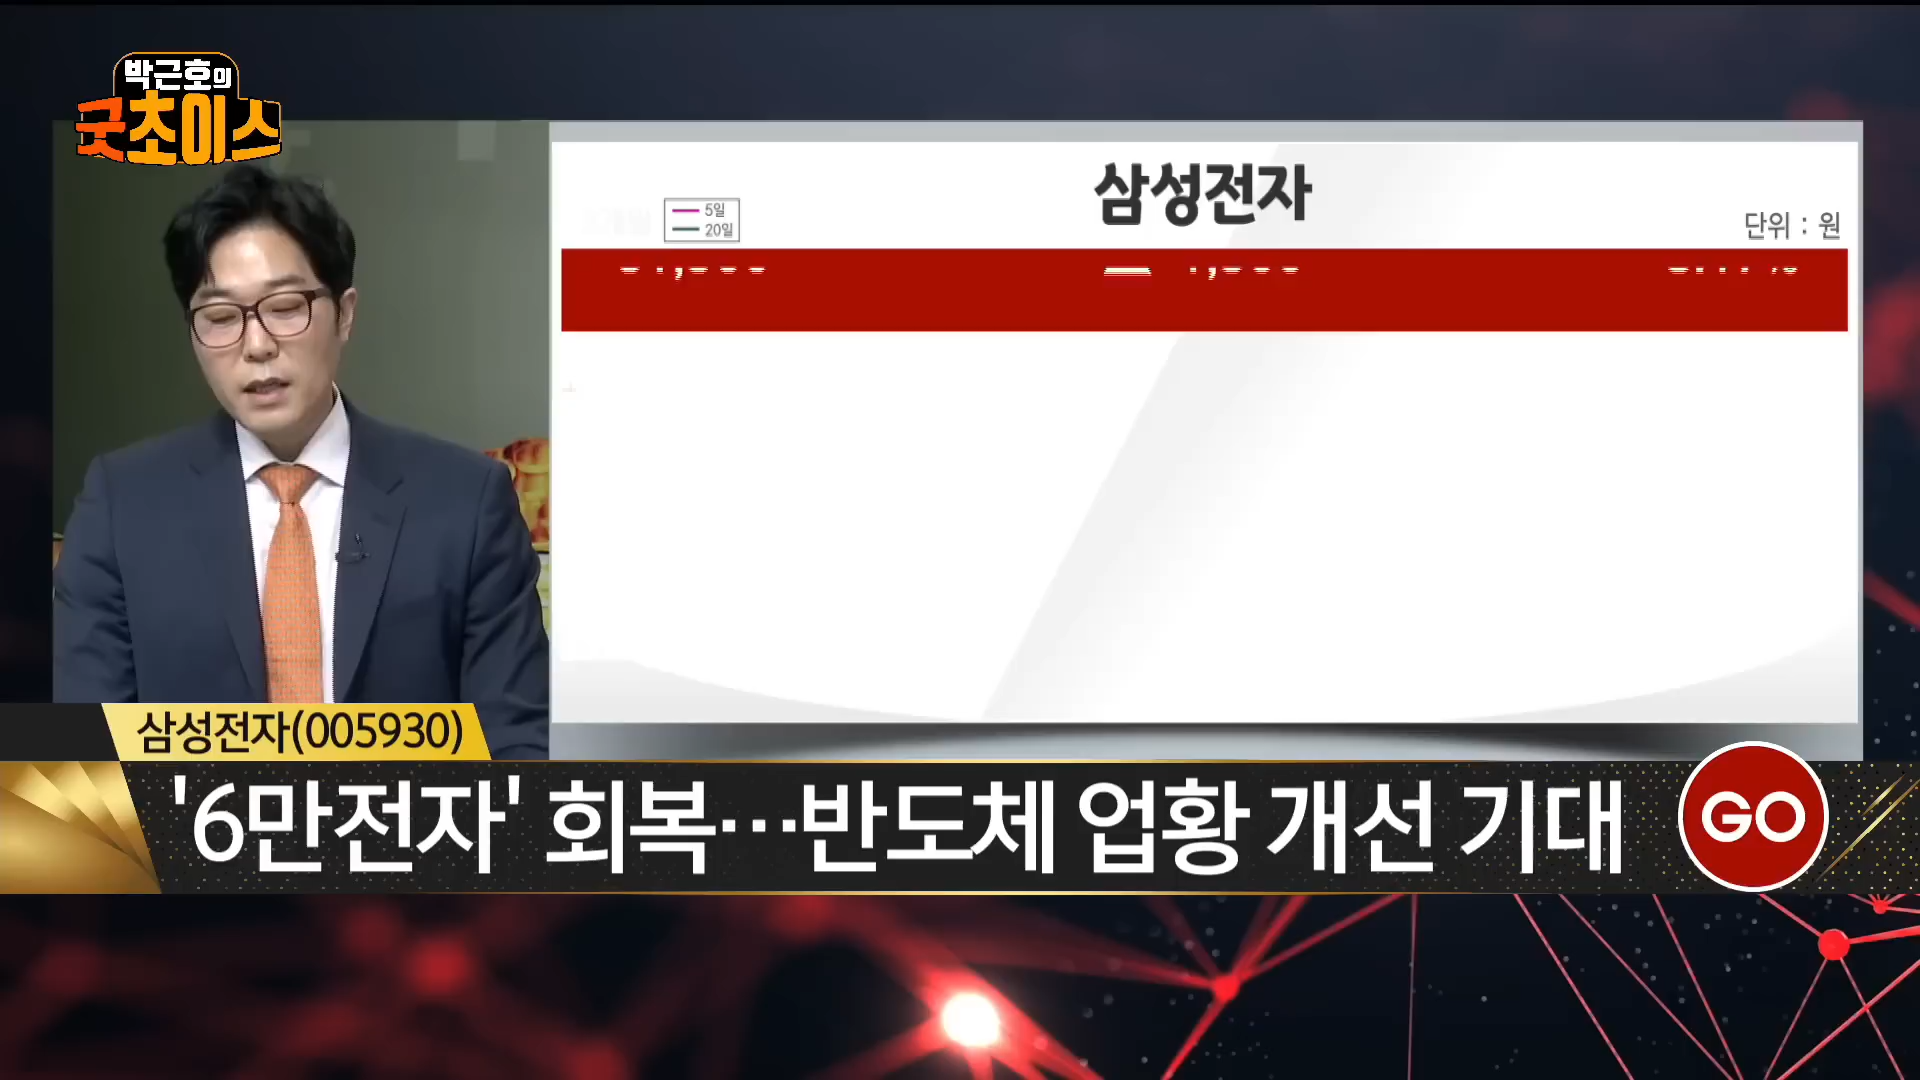 박근호의
굿초이스
삼성전자
5일
20일
단위 : 원
삼성전자(005930)
'6만전자' 회복…반도체 업황 개선 기대
GO